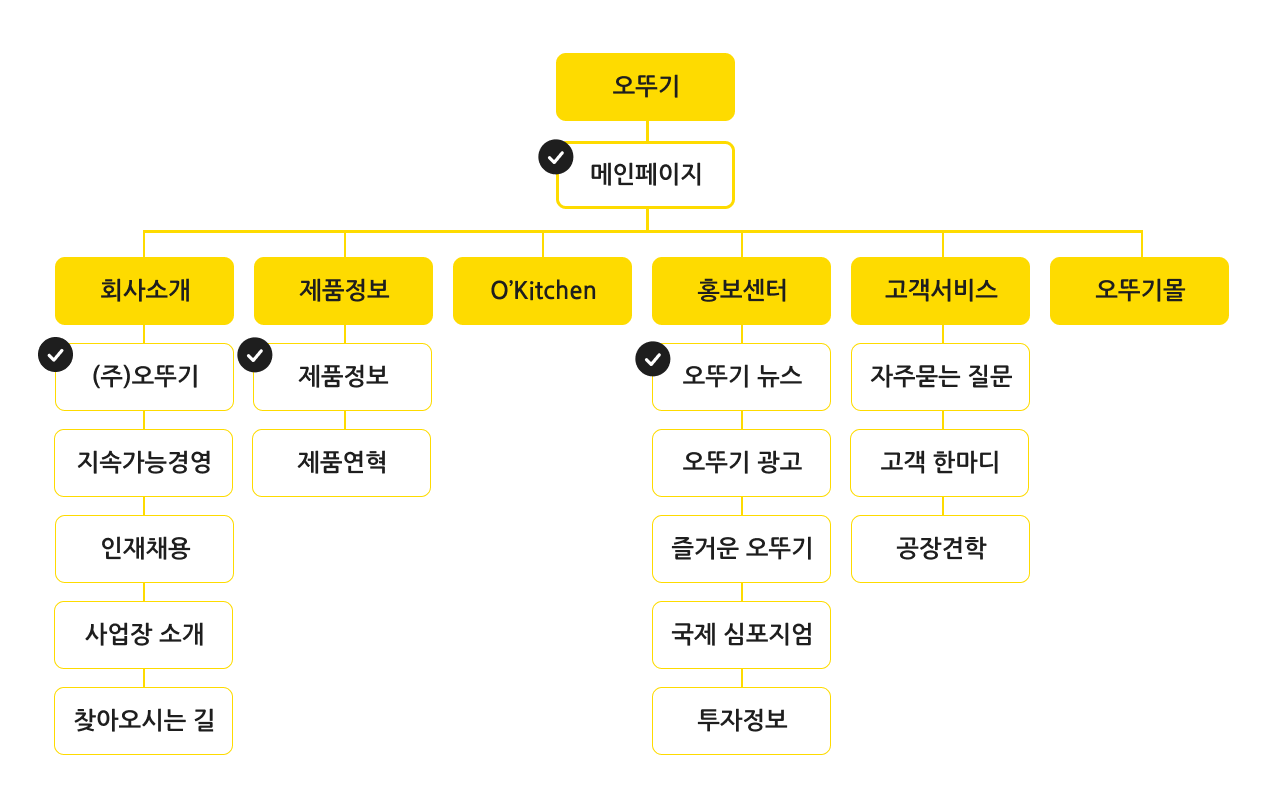 오뚜기
메인페이지
회사소개
제품정보
O’Kitchen
홍보센터
고객서비스
오뚜기몰
(주)오뚜기
제품정보
오뚜기 뉴스
자주묻는 질문
지속가능경영
제품연혁
오뚜기 광고
고객 한마디
인재채용
즐거운 오뚜기
공장견학
사업장 소개
국제 심포지엄
찾아오시는 길
투자정보